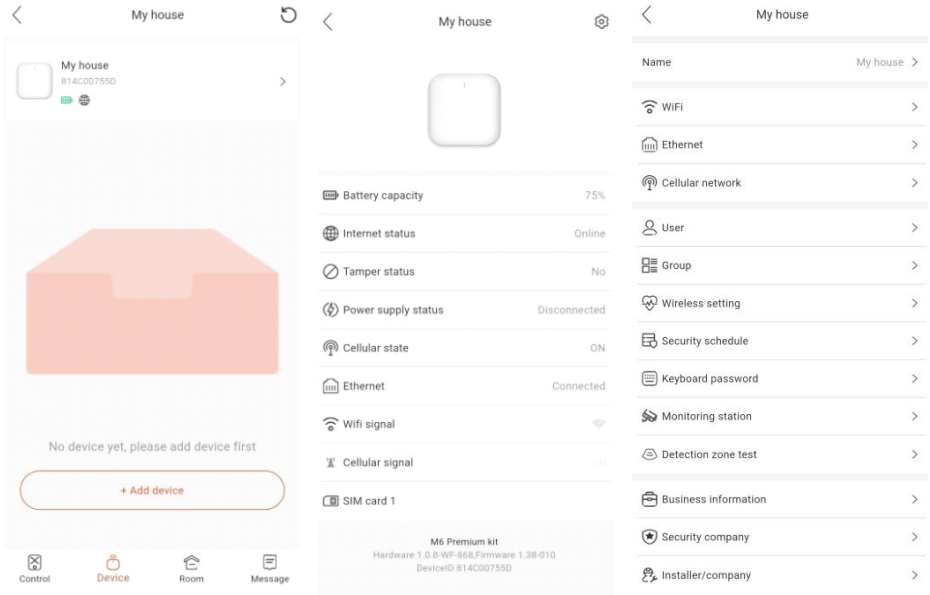 My house
My house
814C00755D
No device yet, please add device first
+ Add device
Control
Device
Room
Message
My house
Battery capacity 75%
Internet status Online
Tamper status No
Power supply status Disconnected
Cellular state ON
Ethernet Connected
Wifi signal
Cellular signal
SIM card 1
M6 Premium kit
Hardware 1.0.8-WF-868,Firmware 1.38-010
DeviceID 814C00755D
My house
Name My house
WiFi
Ethernet
Cellular network
User
Group
Wireless setting
Security schedule
Keyboard password
Monitoring station
Detection zone test
Business information
Security company
Installer/company